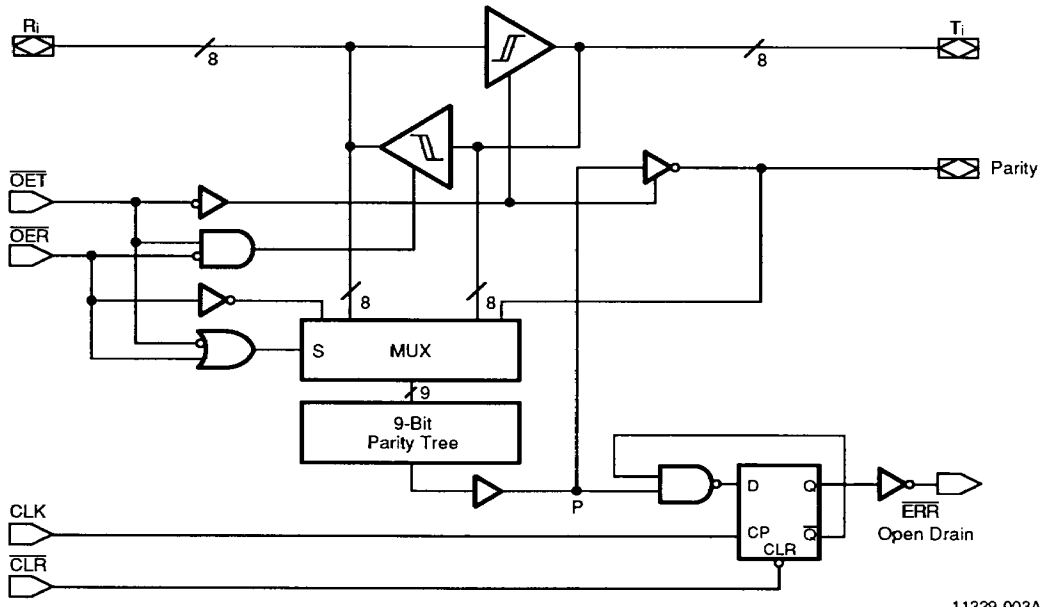 Ri
Ti
8
8
OET
OER
Parity
8
8
S
MUX
9
9-Bit
Parity Tree
P
D
Q
CP
Q
CLR
ERR
Open Drain
CLK
CLR
11329-003A